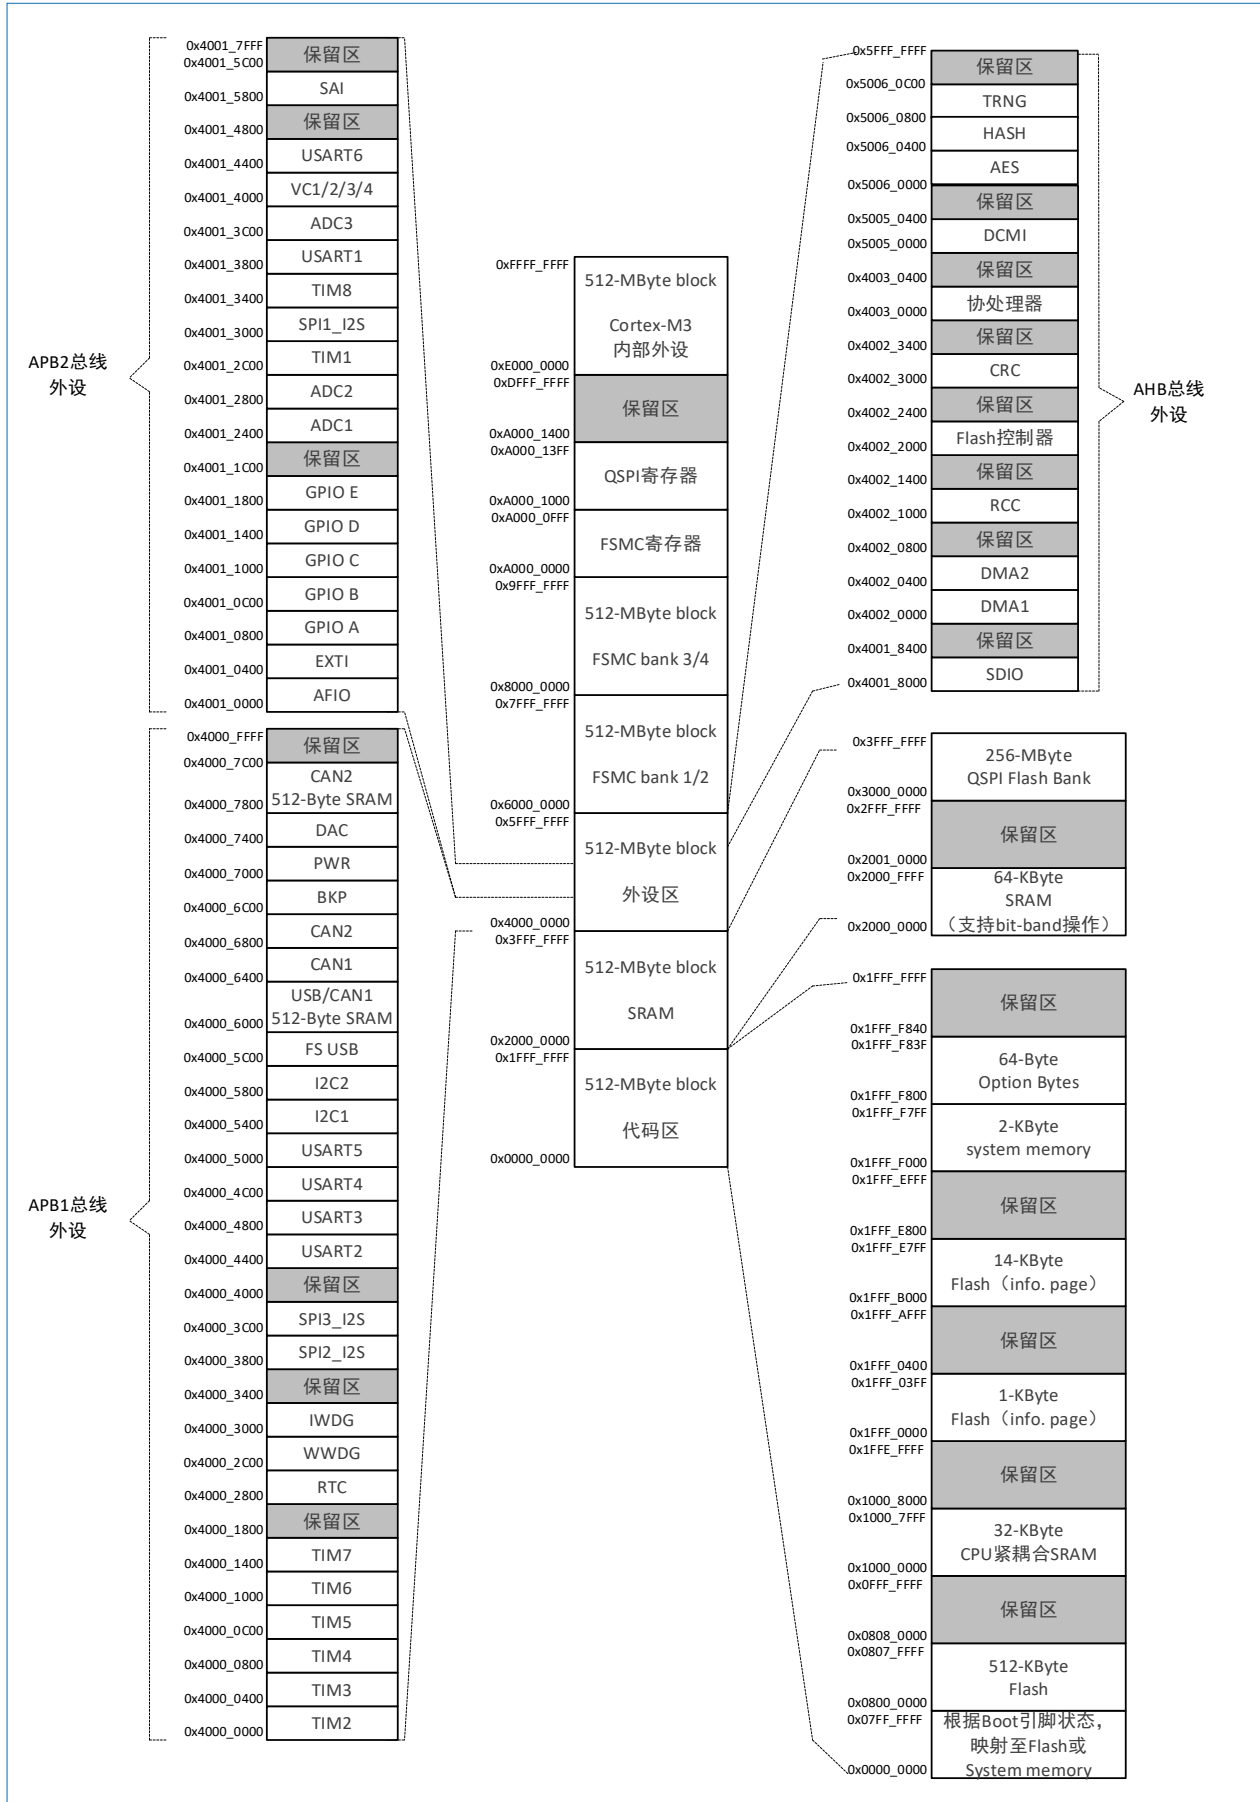 0x4001_7FFF
保留区
0x4001_5C00
SAI
0x4001_5800
保留区
0x4001_4800
USART6
0x4001_4400
VC1/2/3/4
0x4001_4000
ADC3
0x4001_3C00
USART1
0x4001_3800
TIM8
0x4001_3400
SPI1_I2S
0x4001_3000
TIM1
0x4001_2C00
ADC2
0x4001_2800
ADC1
0x4001_2400
保留区
0x4001_1C00
GPIO E
0x4001_1800
GPIO D
0x4001_1400
GPIO C
0x4001_1000
GPIO B
0x4001_0C00
GPIO A
0x4001_0800
EXTI
0x4001_0400
AFIO
0x4001_0000
APB2总线
外设
0x4000_FFFF
保留区
0x4000_7C00
CAN2
512-Byte SRAM
0x4000_7800
DAC
0x4000_7400
PWR
0x4000_7000
BKP
0x4000_6C00
CAN2
0x4000_6800
CAN1
0x4000_6400
USB/CAN1
512-Byte SRAM
0x4000_6000
FS USB
0x4000_5C00
I2C2
0x4000_5800
I2C1
0x4000_5400
USART5
0x4000_5000
USART4
0x4000_4C00
USART3
0x4000_4800
USART2
0x4000_4400
保留区
0x4000_4000
SPI3_I2S
0x4000_3C00
SPI2_I2S
0x4000_3800
保留区
0x4000_3400
IWDG
0x4000_3000
WWDG
0x4000_2C00
RTC
0x4000_2800
保留区
0x4000_1800
TIM7
0x4000_1400
TIM6
0x4000_1000
TIM5
0x4000_0C00
TIM4
0x4000_0800
TIM3
0x4000_0400
TIM2
0x4000_0000
APB1总线
外设
0xFFFF_FFFF
512-MByte block
Cortex-M3
内部外设
0xE000_0000
0xDFFF_FFFF
保留区
0xA000_1400
0xA000_13FF
QSPI寄存器
0xA000_1000
0xA000_0FFF
FSMC寄存器
0xA000_0000
0x9FFF_FFFF
512-MByte block
FSMC bank 3/4
0x8000_0000
0x7FFF_FFFF
512-MByte block
FSMC bank 1/2
0x6000_0000
0x5FFF_FFFF
512-MByte block
外设区
0x4000_0000
0x3FFF_FFFF
512-MByte block
SRAM
0x2000_0000
0x1FFF_FFFF
512-MByte block
代码区
0x0000_0000
0x5FFF_FFFF
保留区
0x5006_0C00
TRNG
0x5006_0800
HASH
0x5006_0400
AES
0x5006_0000
保留区
0x5005_0400
DCMI
0x5005_0000
保留区
0x4003_0400
协处理器
0x4003_0000
保留区
0x4002_3400
CRC
0x4002_3000
保留区
0x4002_2400
Flash控制器
0x4002_2000
保留区
0x4002_1400
RCC
0x4002_1000
保留区
0x4002_0800
DMA2
0x4002_0400
DMA1
0x4002_0000
保留区
0x4001_8400
SDIO
0x4001_8000
AHB总线
外设
0x3FFF_FFFF
256-MByte
QSPI Flash Bank
0x3000_0000
0x2FFF_FFFF
保留区
0x2001_0000
0x2000_FFFF
64-KByte
SRAM
（支持bit-band操作）
0x2000_0000
0x1FFF_FFFF
保留区
0x1FFF_F840
0x1FFF_F83F
64-Byte
Option Bytes
0x1FFF_F800
0x1FFF_F7FF
2-KByte
system memory
0x1FFF_F000
0x1FFF_EFFF
保留区
0x1FFF_E800
0x1FFF_E7FF
14-KByte
Flash（info. page）
0x1FFF_B000
0x1FFF_AFFF
保留区
0x1FFF_0400
0x1FFF_03FF
1-KByte
Flash（info. page）
0x1FFF_0000
0x1FFE_FFFF
保留区
0x1000_8000
0x1000_7FFF
32-KByte
CPU紧耦合SRAM
0x1000_0000
0x0FFF_FFFF
保留区
0x0808_0000
0x0807_FFFF
512-KByte
Flash
0x0800_0000
0x07FF_FFFF
根据Boot引脚状态，
映射至Flash或
System memory
0x0000_0000